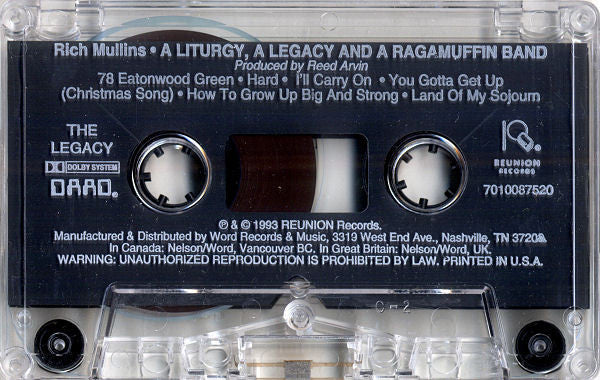 Rich Mullins • A LITURGY, A LEGACY AND A RAGAMUFFIN BAND
Produced by Reed Arvin
78 Eatonwood Green • Hard • I'll Carry On • You Gotta Get Up
(Christmas Song) • How To Grow Up Big And Strong • Land Of My Sojourn
THE
LEGACY
DOLBY SYSTEM
DAAD.
REUNION
RECORDS
7010087520
℗ & © 1993 REUNION Records.
Manufactured & Distributed by Word Records & Music, 3319 West End Ave., Nashville, TN
In Canada: Nelson/Word, Vancouver BC. In Great Britain: Nelson/Word, UK.
WARNING: UNAUTHORIZED REPRODUCTION IS PROHIBITED BY LAW. PRINTED IN U.S.A.
C-2